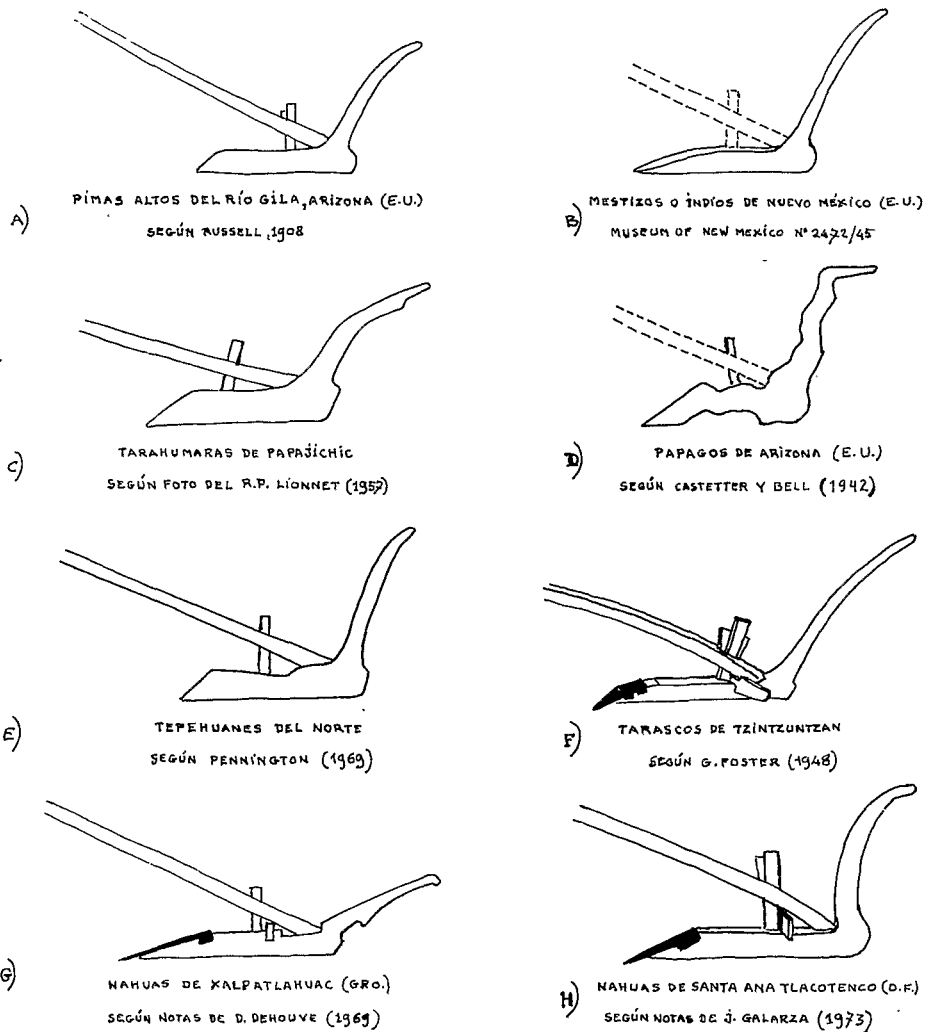 A) PIMAS ALTOS DEL RÍO GILA, ARIZONA (E.U.)
SEGÚN RUSSELL, 1908
B) MESTIZOS O INDIOS DE NUEVO MÉXICO (E.U.)
MUSEUM OF NEW MEXICO Nº 2472/45
C) TARAHUMARAS DE PAPAJÍCHIC
SEGÚN FOTO DEL R.P. LIONNET (1957)
D) PAPAGOS DE ARIZONA (E.U.)
SEGÚN CASTETTER Y BELL (1942)
E) TEPEHUANES DEL NORTE
SEGÚN PENNINGTON (1969)
F) TARASCOS DE TZINTZUNTZAN
SEGÚN G. FOSTER (1948)
G) NAHUAS DE XALPATLAHUAC (GRO.)
SEGÚN NOTAS DE D. DEHOUVE (1969)
H) NAHUAS DE SANTA ANA TLACOTENCO (D.F.)
SEGÚN NOTAS DE J. GALARZA (1973)